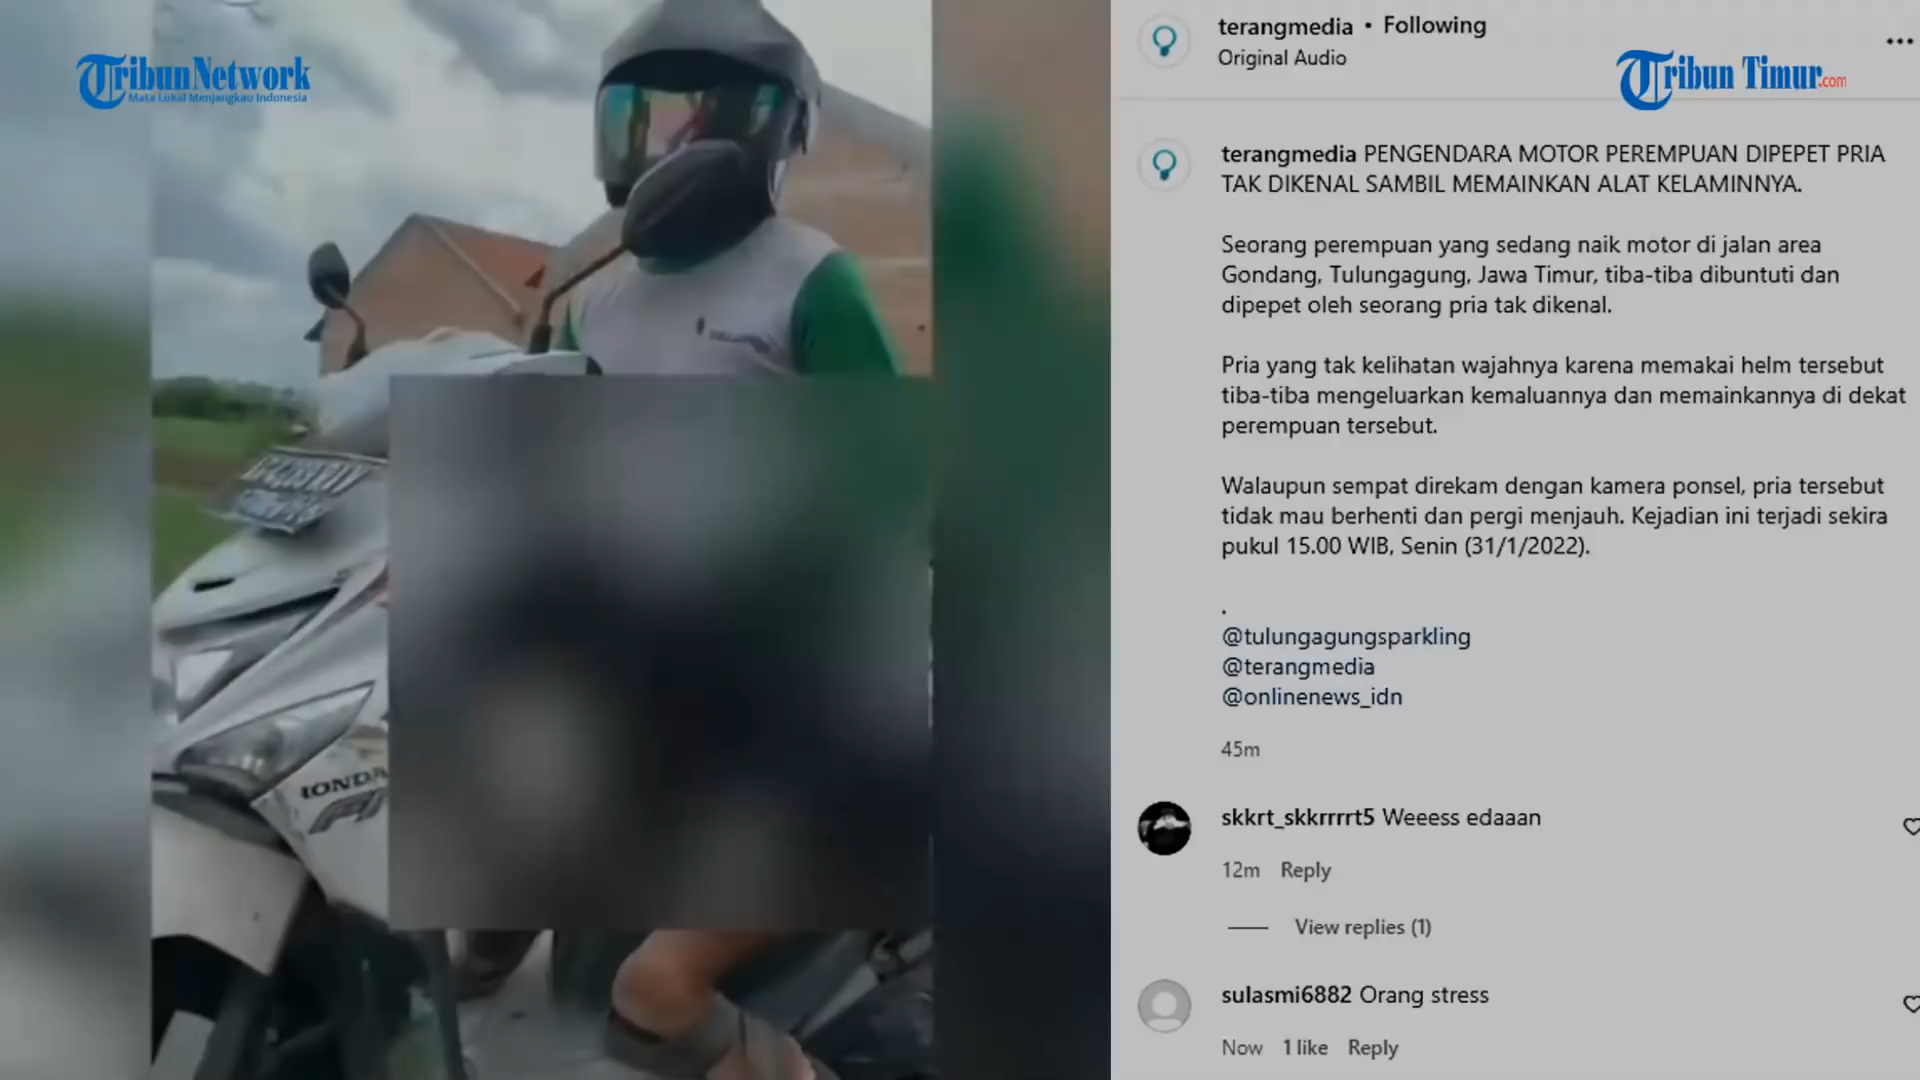 TribunNetwork
Mata Lokal Menjangkau Indonesia
HONDA
terangmedia • Following
Original Audio
Tribun Timur.com
terangmedia PENGENDARA MOTOR PEREMPUAN DIPEPET PRIA
TAK DIKENAL SAMBIL MEMAINKAN ALAT KELAMINNYA.
Seorang perempuan yang sedang naik motor di jalan area
Gondang, Tulungagung, Jawa Timur, tiba-tiba dibuntuti dan
dipepet oleh seorang pria tak dikenal.
Pria yang tak kelihatan wajahnya karena memakai helm tersebut
tiba-tiba mengeluarkan kemaluannya dan memainkannya di dekat
perempuan tersebut.
Walaupun sempat direkam dengan kamera ponsel, pria tersebut
tidak mau berhenti dan pergi menjauh. Kejadian ini terjadi sekira
pukul 15.00 WIB, Senin (31/1/2022).
.
@tulungagungsparkling
@terangmedia
@onlinenews_idn
45m
skkrt_skkrrrrt5 Weeess edaaan
12m Reply
View replies (1)
sulasmi6882 Orang stress
Now 1 like Reply